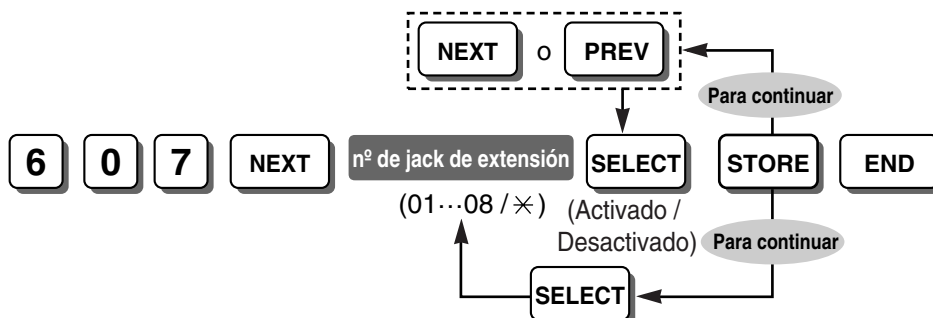 NEXT o PREV
Para continuar
6 0 7 NEXT nº de jack de extensión SELECT STORE END
(01···08 / ✳) (Activado / Desactivado)
Para continuar
SELECT